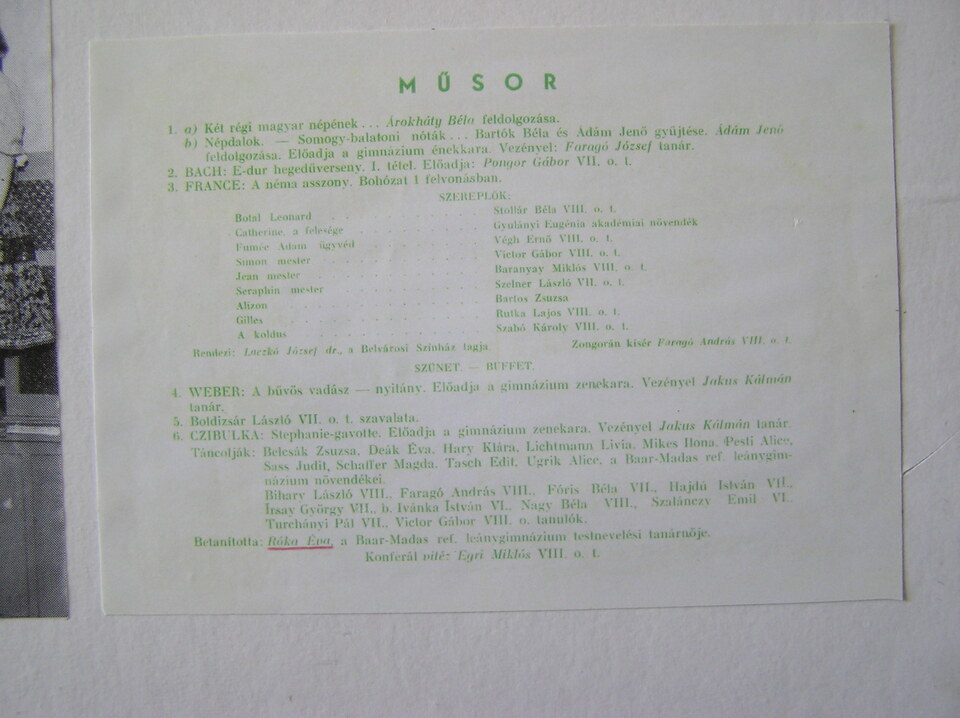 MŰSOR
1. a) Két régi magyar népének ... Árokháty Béla feldolgozása.
b) Népdalok. — Somogy-balatoni nóták ... Bartók Béla és Ádám Jenő gyüjtése. Ádám Jenő
feldolgozása. Előadja a gimnázium énekkara. Vezényel: Faragó József tanár.
2. BACH: E-dur hegedűverseny. I. tétel. Előadja: Pongor Gábor VII. o. t.
3. FRANCE: A néma asszony. Bohózat 1 felvonásban.
SZEREPLŐK:
Botal Leonard . . . . . . . . . . Stollár Béla VIII. o. t.
Catherine, a felesége . . . . . . . . . . Gyulányi Eugénia akadémiai növendék
Fumée Ádám ügyvéd . . . . . . . . . . Végh Ernő VIII. o. t.
Simon mester . . . . . . . . . . Victor Gábor VIII. o. t.
Jean mester . . . . . . . . . . Baranyay Miklós VIII. o. t.
Seraphin mester . . . . . . . . . . Szelner László VII. o. t.
Alizon . . . . . . . . . . Bartos Zsuzsa
Gilles . . . . . . . . . . Rutka Lajos VIII. o. t.
A koldus . . . . . . . . . . Szabó Károly VIII. o. t.
Rendezi: Laczkó József dr., a Belvárosi Színház tagja Zongorán kísér Faragó András VIII. o. t.
SZÜNET. — BUFFET.
4. WEBER: A bűvös vadász — nyitány. Előadja a gimnázium zenekara. Vezényel Jakus Kálmán
tanár.
5. Boldizsár László VII. o. t. szavalata.
6. CZIBULKA: Stephanie-gavotte. Előadja a gimnázium zenekara. Vezényel Jakus Kálmán tanár.
Táncolják: Belcsák Zsuzsa, Deák Éva, Hary Klára, Lichtmann Livia, Mikes Ilona, Pesti Alice,
Sass Judit, Schaffer Magda, Tasch Edit, Ugrik Alice, a Baar-Madas ref. leánygim-
názium növendékei.
Bihary László VIII., Faragó András VIII., Fóris Béla VII., Hajdú István VII.,
Írsay György VII., b. Ivánka István VI., Nagy Béla VIII., Szalánczy Emil VI.,
Turchányi Pál VII., Victor Gábor VIII. o. tanulók.
Betanította: Róka Éva, a Baar-Madas ref. leánygimnázium testnevelési tanárnője.
Konferál vitéz Egri Miklós VIII. o. t.